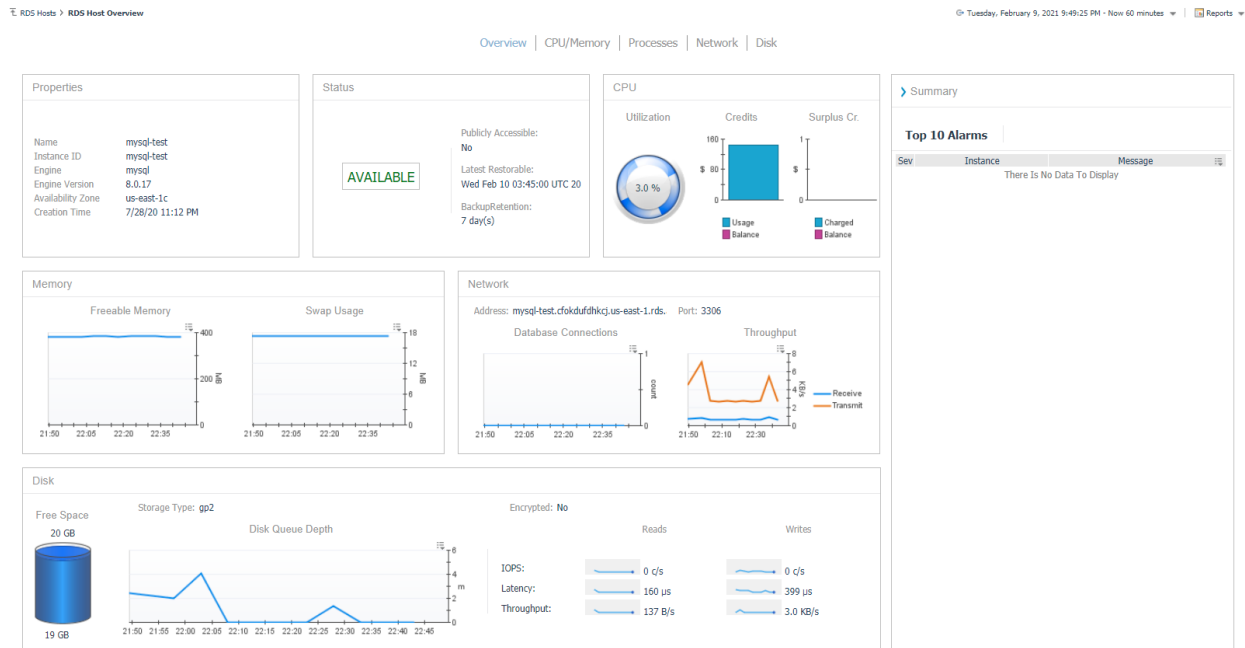 RDS Hosts > RDS Host Overview
Tuesday, February 9, 2021 9:49:25 PM - Now 60 minutes
Reports
Overview | CPU/Memory | Processes | Network | Disk
Properties
Name mysql-test
Instance ID mysql-test
Engine mysql
Engine Version 8.0.17
Availability Zone us-east-1c
Creation Time 7/28/20 11:12 PM
Status
AVAILABLE
Publicly Accessible:
No
Latest Restorable:
Wed Feb 10 03:45:00 UTC 20
BackupRetention:
7 day(s)
CPU
Utilization Credits Surplus Cr.
3.0 %
160
$ 80
0
Usage
Balance
1
$
0
Charged
Balance
Summary
Top 10 Alarms
Sev Instance Message
There Is No Data To Display
Memory
Freeable Memory
400
200 MB
0
21:50 22:05 22:20 22:35
Swap Usage
18
12
MB
6
0
21:50 22:05 22:20 22:35
Network
Address: mysql-test.cfokdufdhkcj.us-east-1.rds. Port: 3306
Database Connections
1
count
0
21:50 22:05 22:20 22:35
Throughput
8
6
4 KB/s
2
0
21:50 22:10 22:30
Receive
Transmit
Disk
Free Space
20 GB
19 GB
Storage Type: gp2
Encrypted: No
Disk Queue Depth
6
4
m
2
0
21:50 21:55 22:00 22:05 22:10 22:15 22:20 22:25 22:30 22:35 22:40 22:45
Reads Writes
IOPS: 0 c/s 0 c/s
Latency: 160 µs 399 µs
Throughput: 137 B/s 3.0 KB/s